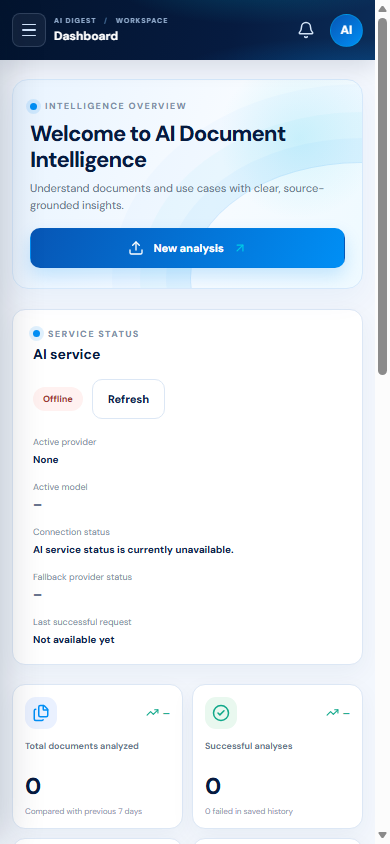 AI DIGEST / WORKSPACE
Dashboard
AI
INTELLIGENCE OVERVIEW
Welcome to AI Document
Intelligence
Understand documents and use cases with clear, source-
grounded insights.
New analysis
SERVICE STATUS
AI service
Offline
Refresh
Active provider
None
Active model
—
Connection status
AI service status is currently unavailable.
Fallback provider status
—
Last successful request
Not available yet
–
Total documents analyzed
0
Compared with previous 7 days
–
Successful analyses
0
0 failed in saved history